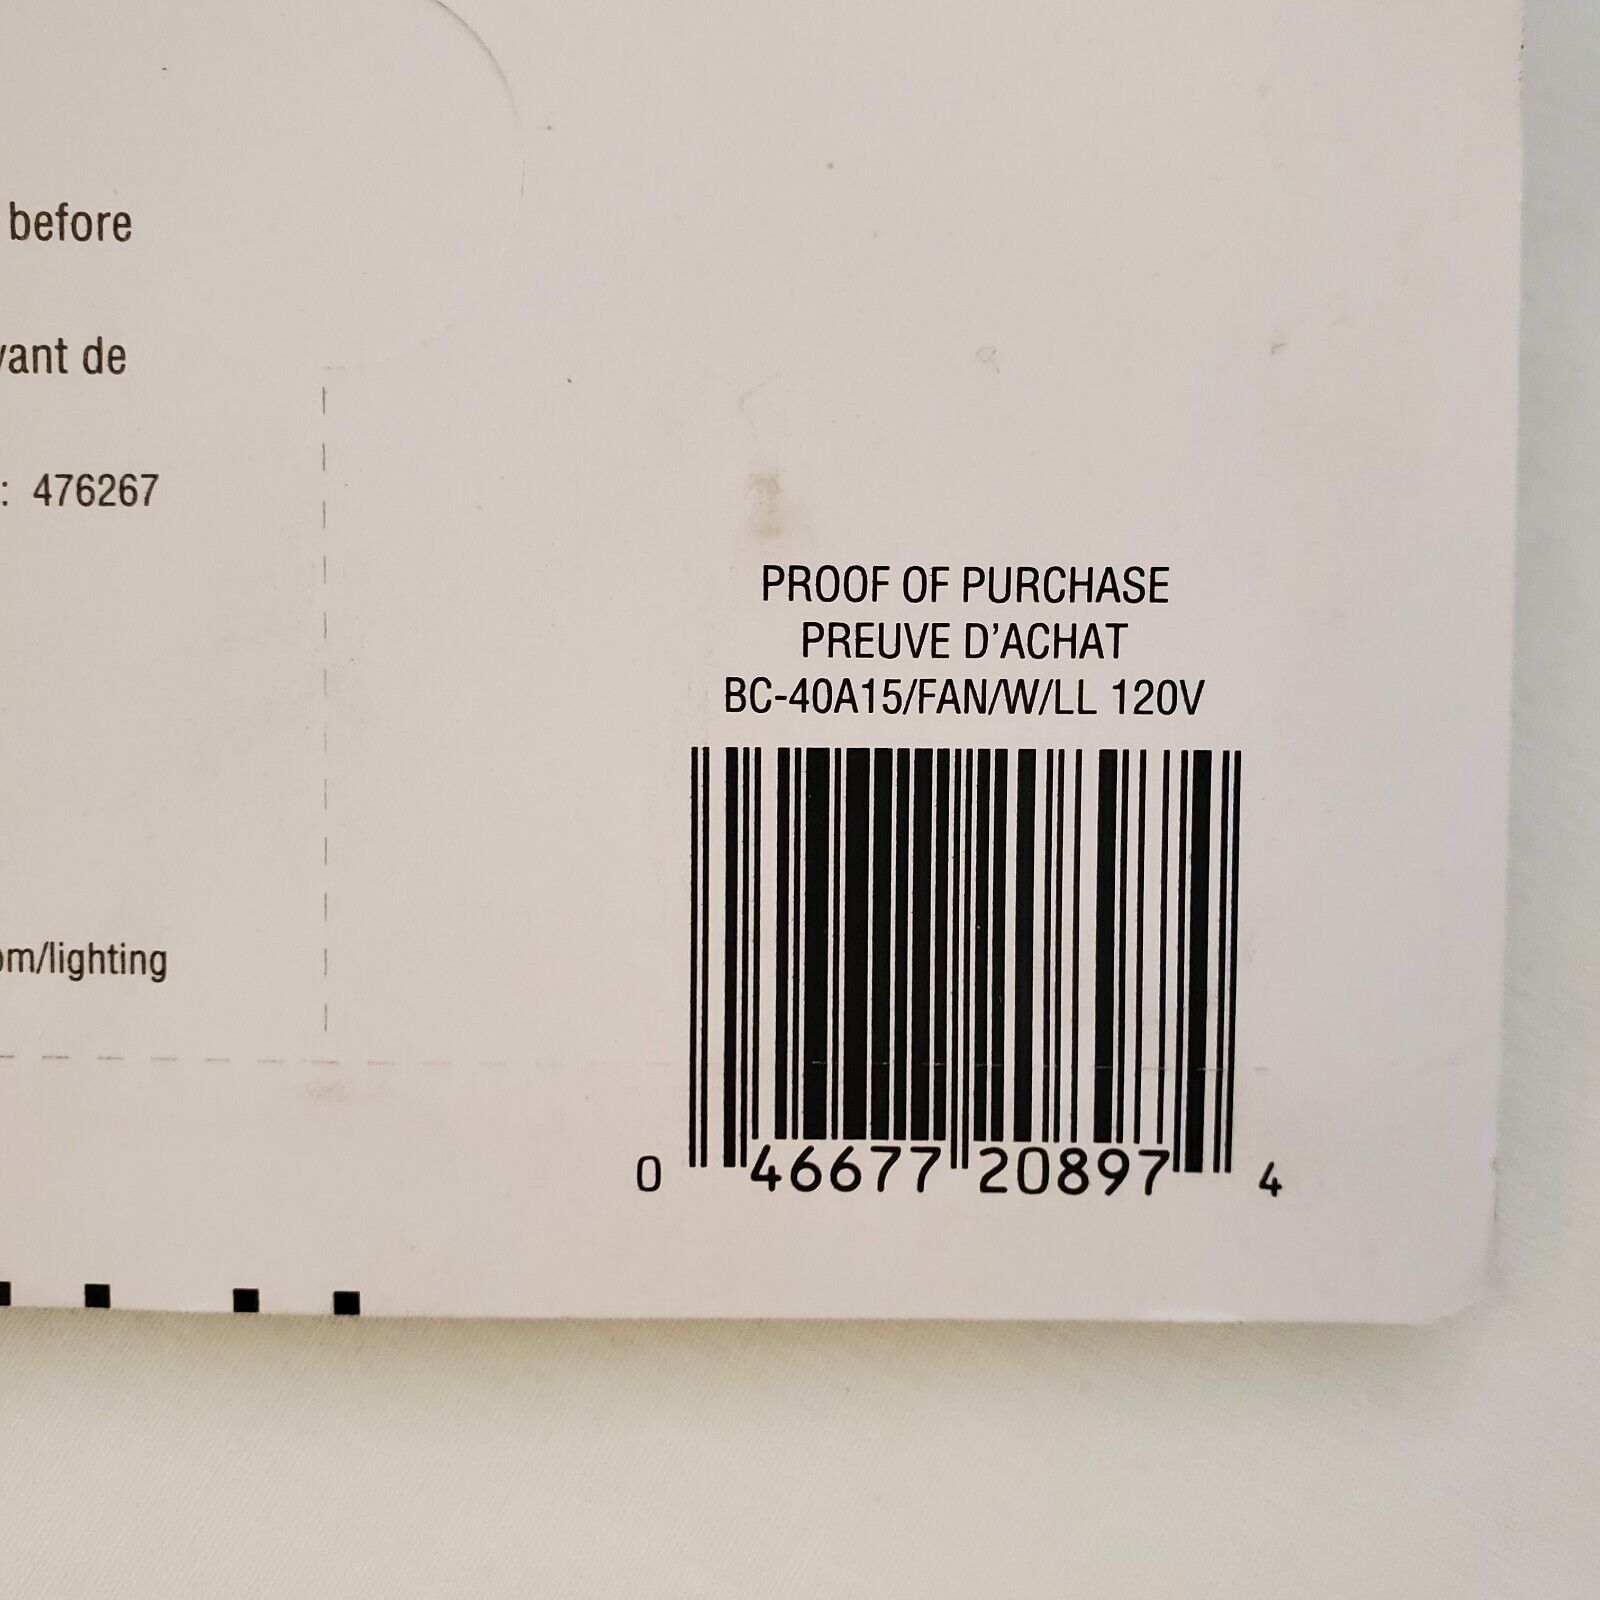 before
vant de
: 476267
PROOF OF PURCHASE
PREUVE D'ACHAT
BC-40A15/FAN/W/LL 120V
om/lighting
0 46677 20897 4